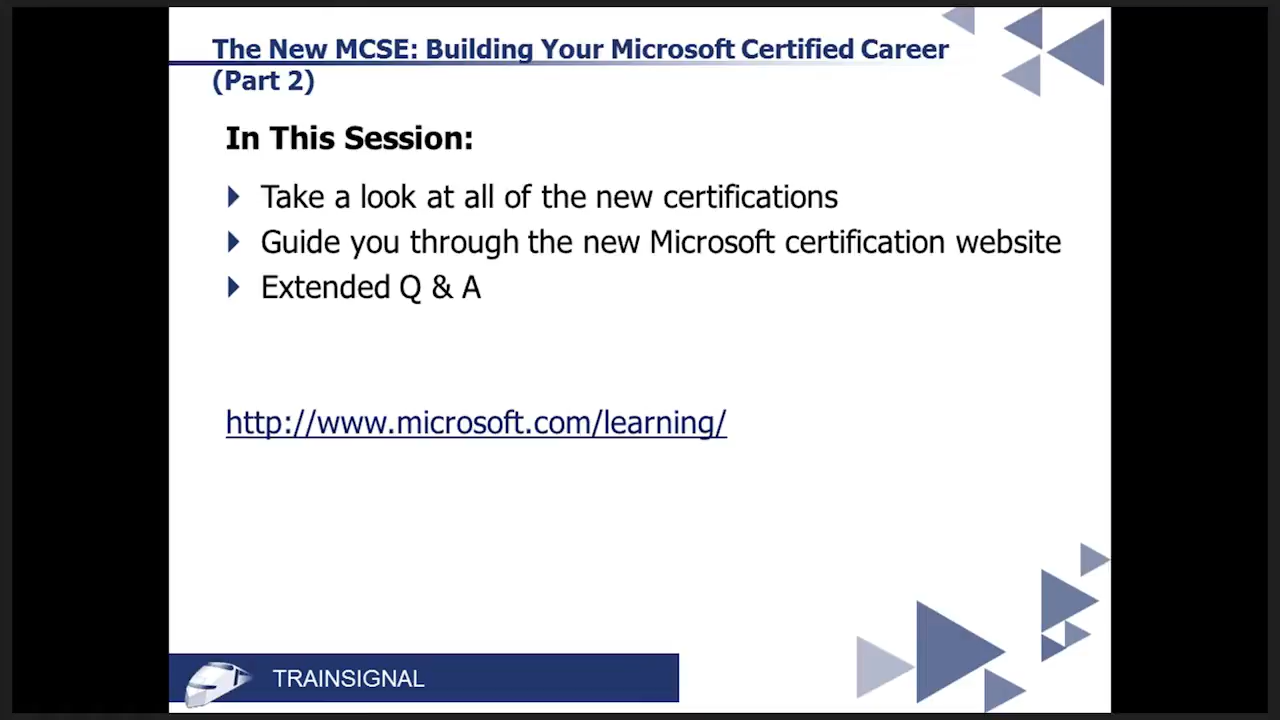 The New MCSE: Building Your Microsoft Certified Career
(Part 2)
In This Session:
Take a look at all of the new certifications
Guide you through the new Microsoft certification website
Extended Q & A
http://www.microsoft.com/learning/
TRAINSIGNAL